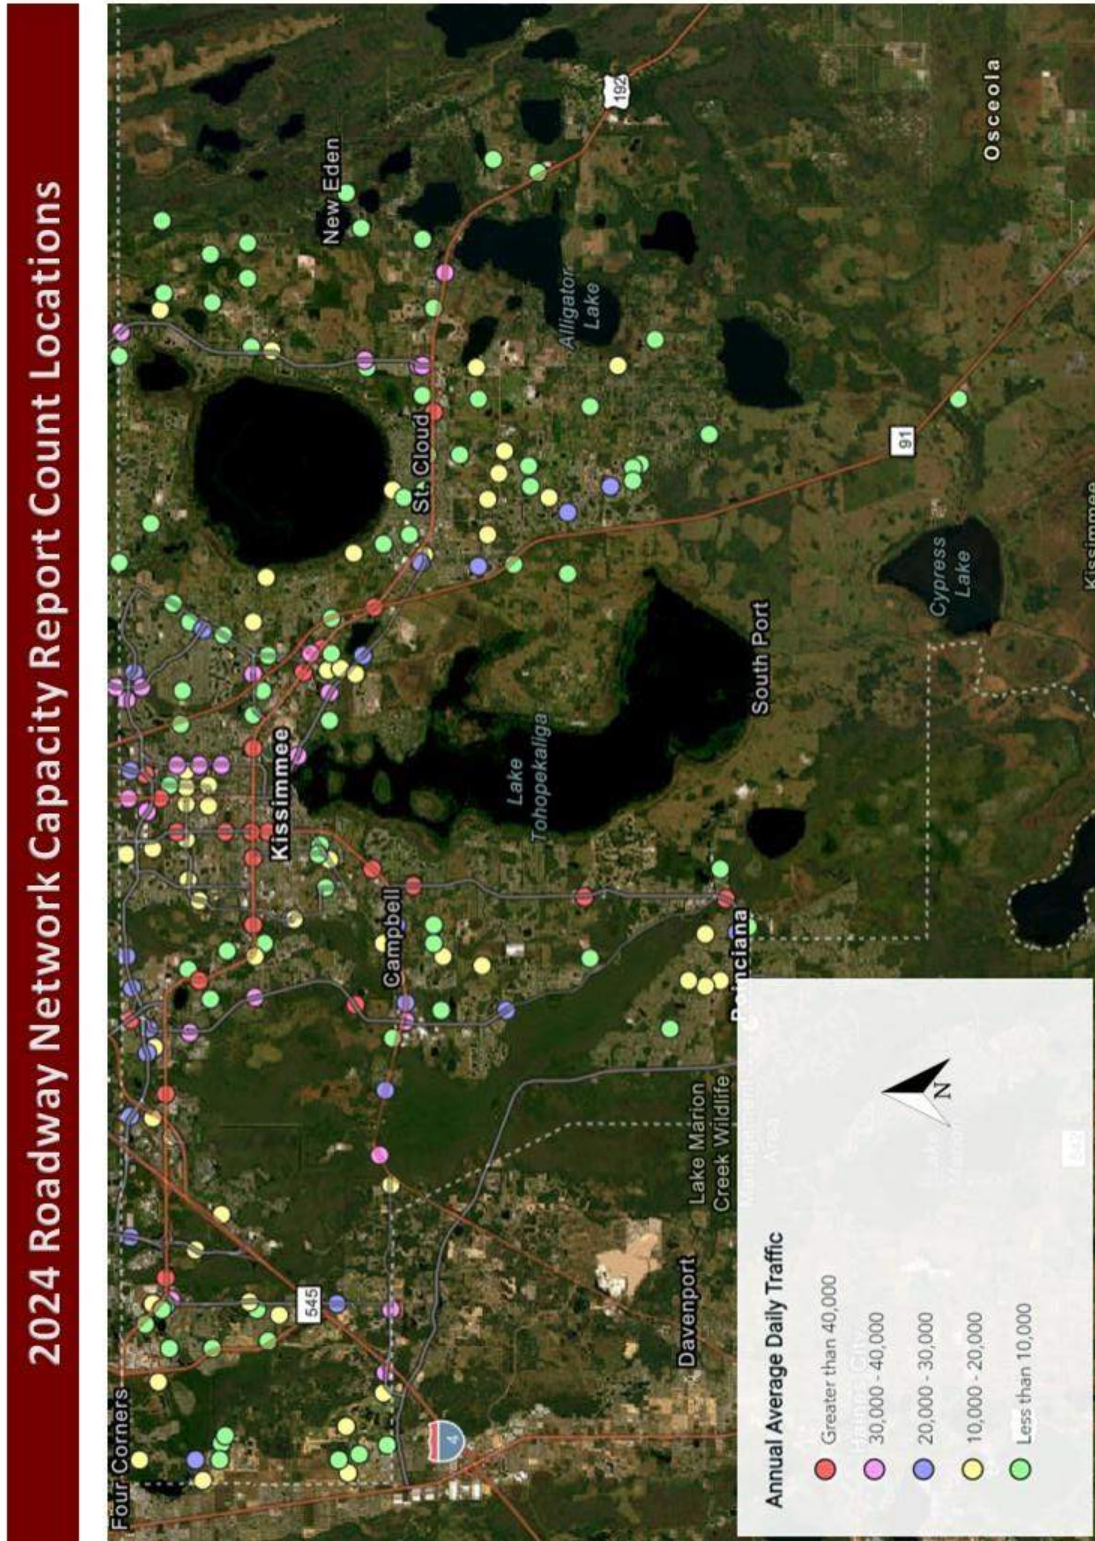 2024 Roadway Network Capacity Report Count Locations
Four Corners
Kissimmee
St. Cloud
New Eden
192
Osceola
Alligator
Lake
545
Campbell
Lake
Tohopekaliga
91
South Port
Cypress
Lake
Kissimmee
Poinciana
4
Davenport
Lake Marion
Creek Wildlife
Area
Annual Average Daily Traffic
Greater than 40,000
30,000 - 40,000
20,000 - 30,000
10,000 - 20,000
Less than 10,000
N